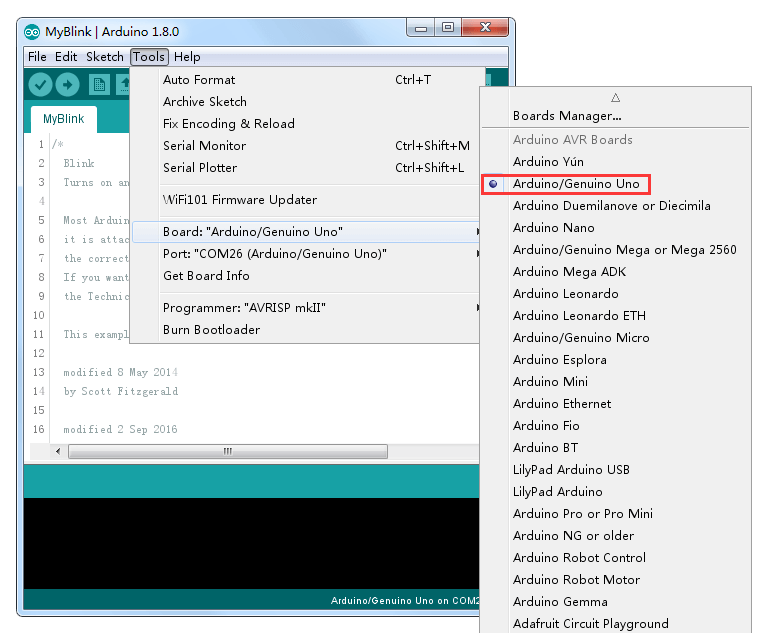 MyBlink | Arduino 1.8.0
File Edit Sketch Tools Help
MyBlink
1 /*
2 Blink
3 Turns on an
4
5 Most Arduin
6 it is attac
7 the correct
8 If you want
9 the Technic
10
11 This exampl
12
13 modified 8 May 2014
14 by Scott Fitzgerald
15
16 modified 2 Sep 2016
Arduino/Genuino Uno on COM2
Auto Format Ctrl+T
Archive Sketch
Fix Encoding & Reload
Serial Monitor Ctrl+Shift+M
Serial Plotter Ctrl+Shift+L
WiFi101 Firmware Updater
Board: "Arduino/Genuino Uno"
Port: "COM26 (Arduino/Genuino Uno)"
Get Board Info
Programmer: "AVRISP mkII"
Burn Bootloader
Boards Manager...
Arduino AVR Boards
Arduino Yún
Arduino/Genuino Uno
Arduino Duemilanove or Diecimila
Arduino Nano
Arduino/Genuino Mega or Mega 2560
Arduino Mega ADK
Arduino Leonardo
Arduino Leonardo ETH
Arduino/Genuino Micro
Arduino Esplora
Arduino Mini
Arduino Ethernet
Arduino Fio
Arduino BT
LilyPad Arduino USB
LilyPad Arduino
Arduino Pro or Pro Mini
Arduino NG or older
Arduino Robot Control
Arduino Robot Motor
Arduino Gemma
Adafruit Circuit Playground